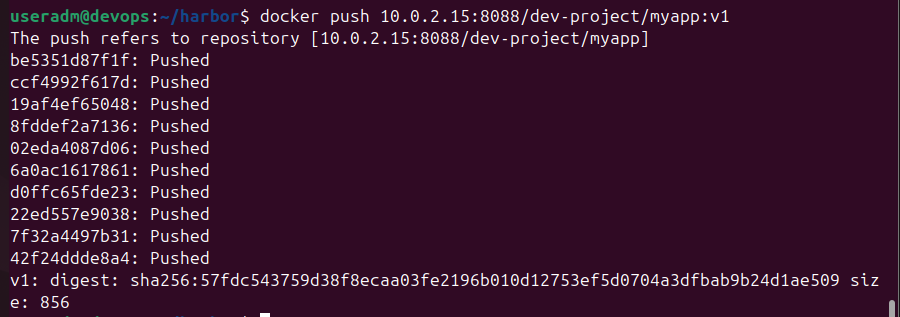 useradm@devops:~/harbor$ docker push 10.0.2.15:8088/dev-project/myapp:v1
The push refers to repository [10.0.2.15:8088/dev-project/myapp]
be5351d87f1f: Pushed
ccf4992f617d: Pushed
19af4ef65048: Pushed
8fddef2a7136: Pushed
02eda4087d06: Pushed
6a0ac1617861: Pushed
d0ffc65fde23: Pushed
22ed557e9038: Pushed
7f32a4497b31: Pushed
42f24ddde8a4: Pushed
v1: digest: sha256:57fdc543759d38f8ecaa03fe2196b010d12753ef5d0704a3dfbab9b24d1ae509 siz
e: 856